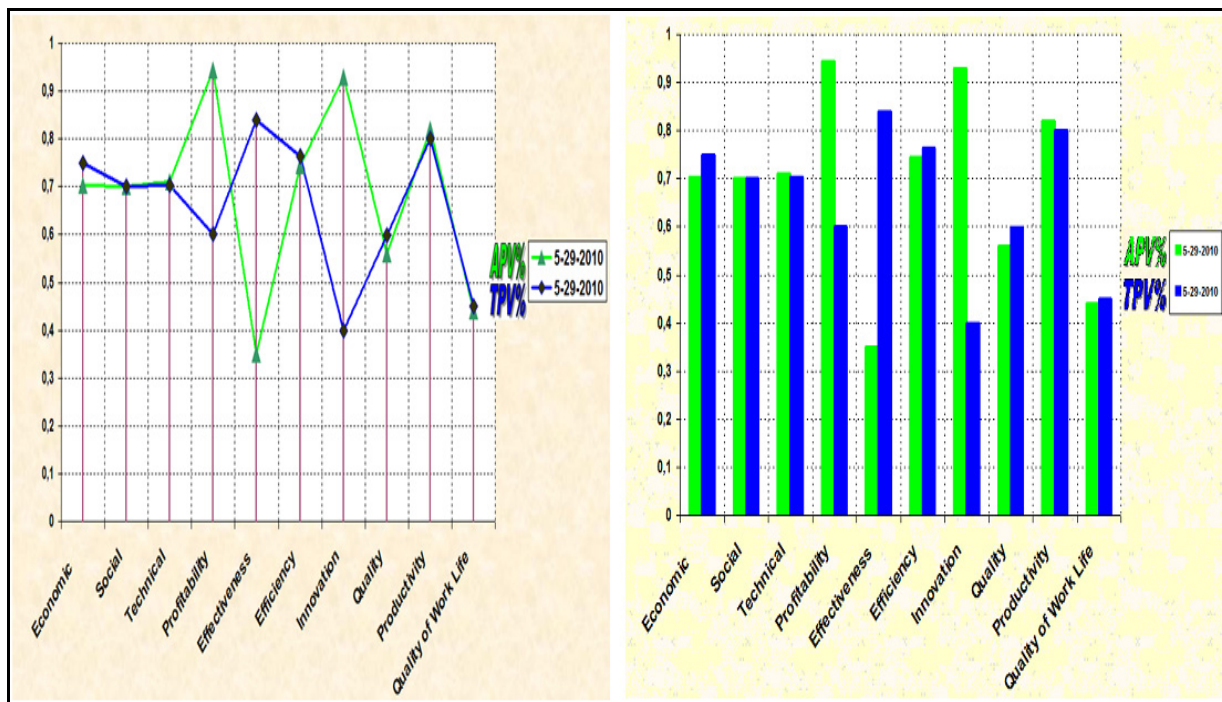 1
0,9
0,8
0,7
0,6
0,5
0,4
0,3
0,2
0,1
0
Economic
Social
Technical
Profitability
Effectiveness
Efficiency
Innovation
Quality
Productivity
Quality of Work Life
APV% 5-29-2010
TPV% 5-29-2010
1
0,9
0,8
0,7
0,6
0,5
0,4
0,3
0,2
0,1
0
Economic
Social
Technical
Profitability
Effectiveness
Efficiency
Innovation
Quality
Productivity
Quality of Work Life
APV% 5-29-2010
TPV% 5-29-2010